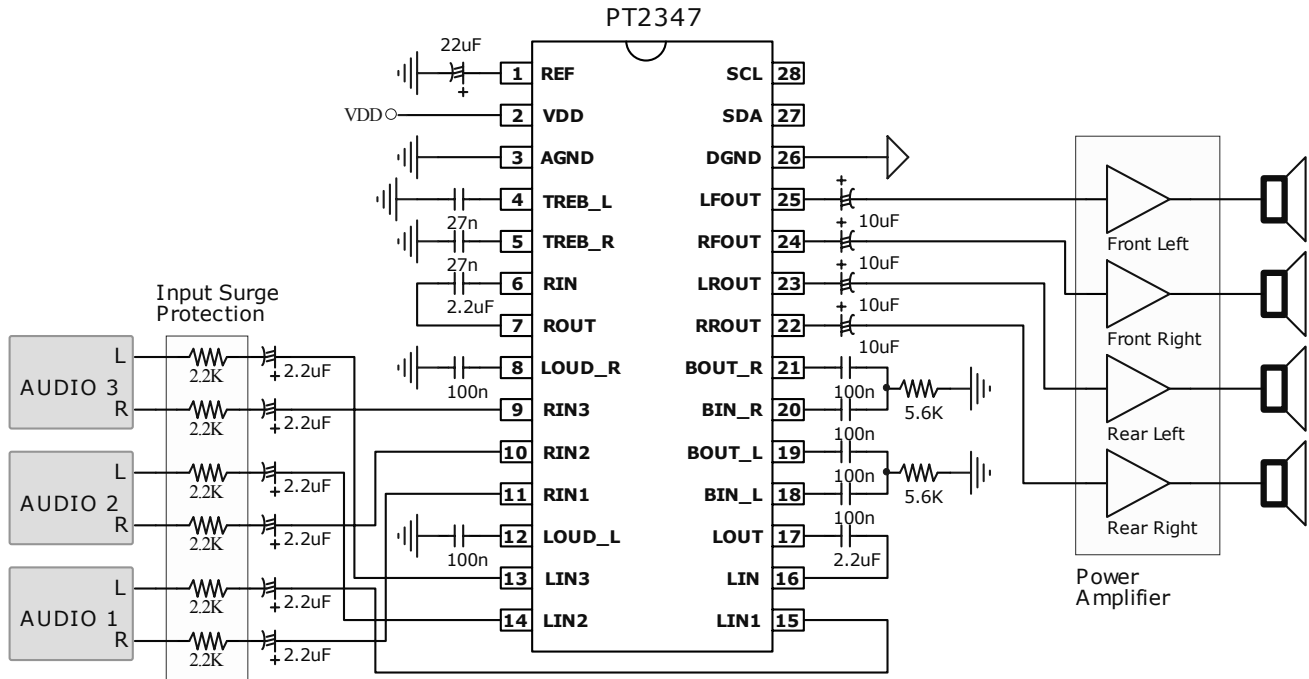 PT2347
22uF
+
1 REF
SCL 28
VDD
2 VDD
SDA 27
3 AGND
DGND 26
4 TREB_L
27n
LFOUT 25
+
10uF
Front Left
5 TREB_R
27n
RFOUT 24
+
10uF
Front Right
6 RIN
2.2uF
LROUT 23
+
10uF
Rear Left
7 ROUT
RROUT 22
+
10uF
Rear Right
Power
Amplifier
8 LOUD_R
100n
BOUT_R 21
100n
9 RIN3
BIN_R 20
100n
5.6K
10 RIN2
BOUT_L 19
100n
11 RIN1
BIN_L 18
100n
5.6K
12 LOUD_L
100n
LOUT 17
2.2uF
13 LIN3
LIN 16
14 LIN2
LIN1 15
Input Surge
Protection
AUDIO 3
L
2.2K
+ 2.2uF
R
2.2K
+ 2.2uF
AUDIO 2
L
2.2K
+ 2.2uF
R
2.2K
+ 2.2uF
AUDIO 1
L
2.2K
+ 2.2uF
R
2.2K
+ 2.2uF